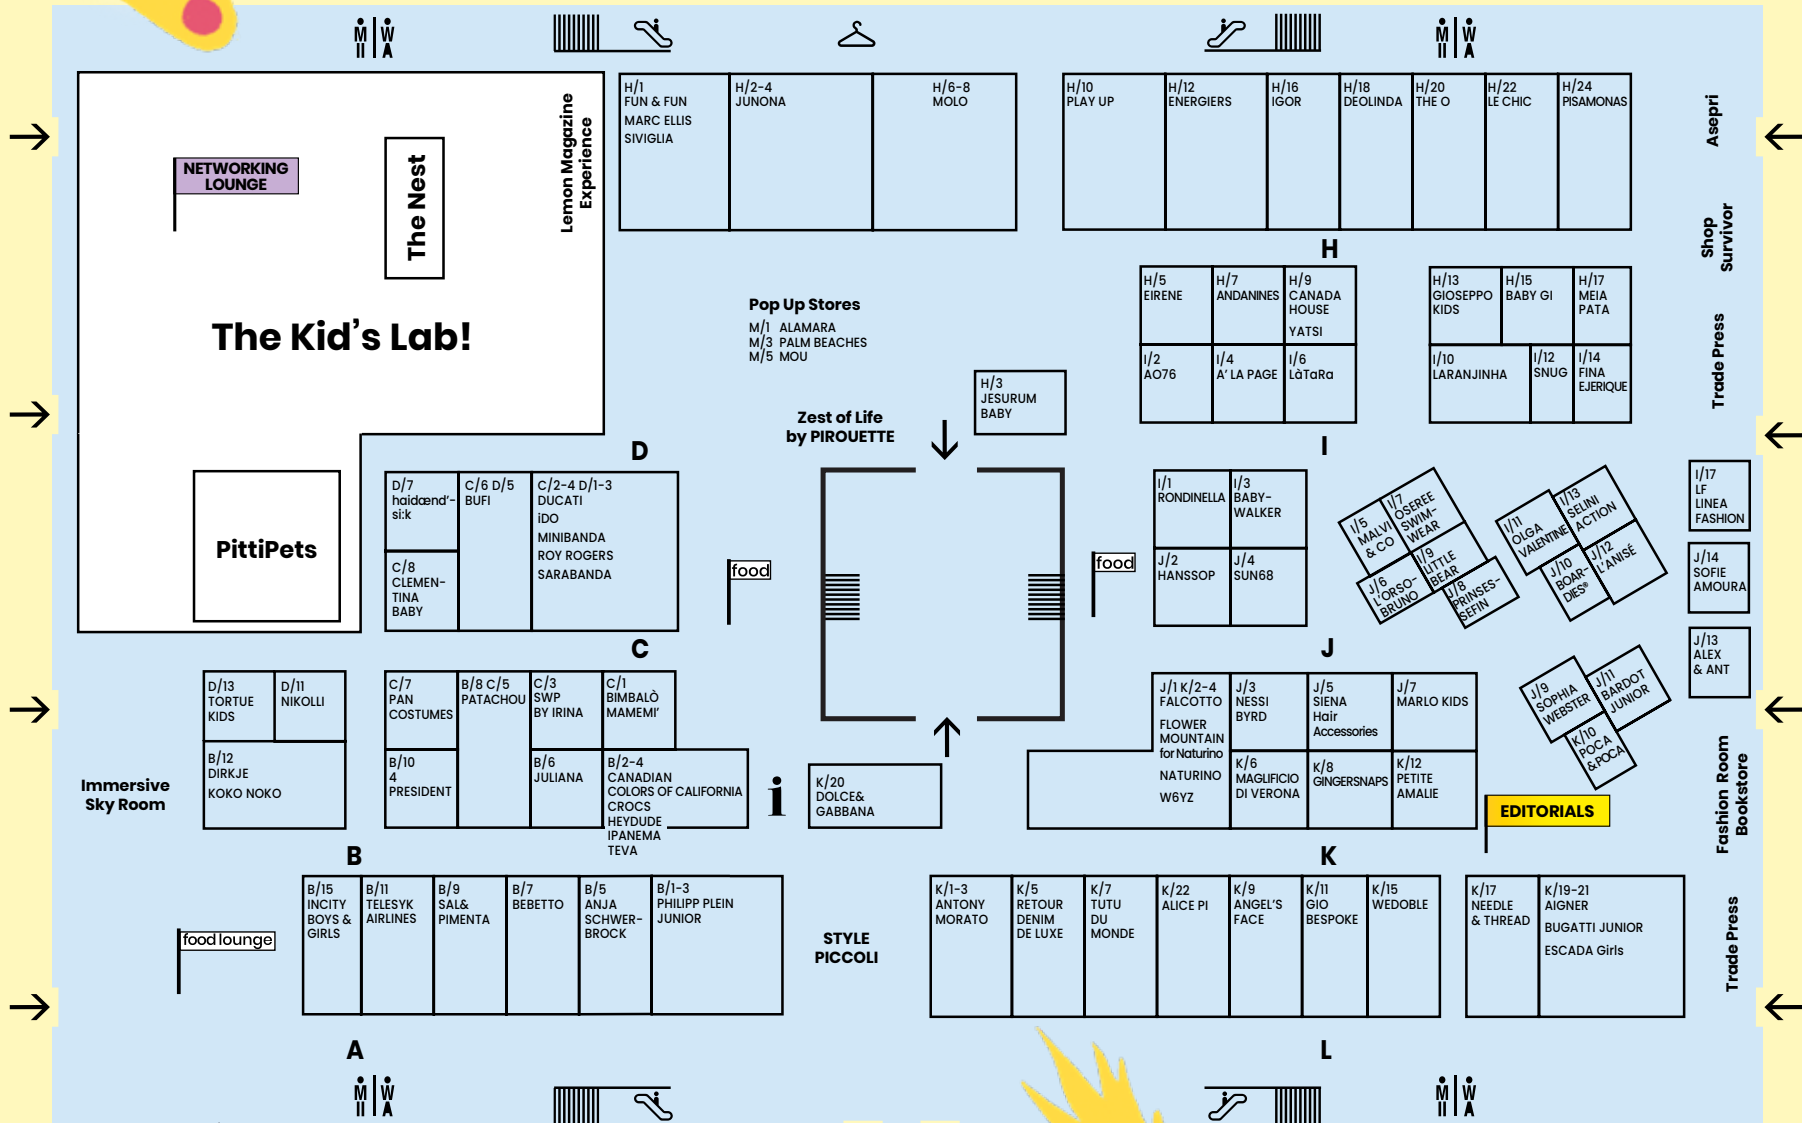 M W
II A
M W
II A
Lemon Magazine
Experience
NETWORKING
LOUNGE
The Nest
The Kid's Lab!
PittiPets
H/1
FUN & FUN
MARC ELLIS
SIVIGLIA
H/2-4
JUNONA
H/6-8
MOLO
H/10
PLAY UP
H/12
ENERGIERS
H/16
IGOR
H/18
DEOLINDA
H/20
THE O
H/22
LE CHIC
H/24
PISAMONAS
Asepri
Shop
Survivor
Trade Press
H
H/5
EIRENE
H/7
ANDANINES
H/9
CANADA
HOUSE
YATSI
I/2
AO76
I/4
A' LA PAGE
I/6
LàTaRa
H/13
GIOSEPPO
KIDS
H/15
BABY GI
H/17
MEIA
PATA
I/10
LARANJINHA
I/12
SNUG
I/14
FINA
EJERIQUE
Pop Up Stores
M/1 ALAMARA
M/3 PALM BEACHES
M/5 MOU
H/3
JESURUM
BABY
Zest of Life
by PIROUETTE
D
I
D/7
haidænd'-
si:k
C/6 D/5
BUFI
C/2-4 D/1-3
DUCATI
iDO
MINIBANDA
ROY ROGERS
SARABANDA
C/8
CLEMEN-
TINA
BABY
food
food
I/1
RONDINELLA
I/3
BABY-
WALKER
J/2
HANSSOP
J/4
SUN68
I/5
MALVI
& CO
I/7
OSEREE
SWIM-
WEAR
I/9
LITTLE
BEAR
J/6
L'ORSO-
BRUNO
J/8
PRINSES-
SEFIN
I/11
OLGA
VALENTINE
I/13
SELINI
ACTION
J/10
BOAR-
DIES®
J/12
L'ANISÉ
I/17
LF
LINEA
FASHION
J/14
SOFIE
AMOURA
J/13
ALEX
& ANT
C
J
D/13
TORTUE
KIDS
D/11
NIKOLLI
B/12
DIRKJE
KOKO NOKO
Immersive
Sky Room
C/7
PAN
COSTUMES
B/8 C/5
PATACHOU
C/3
SWP
BY IRINA
C/1
BIMBALÒ
MAMEMI'
B/10
4
PRESIDENT
B/6
JULIANA
B/2-4
CANADIAN
COLORS OF CALIFORNIA
CROCS
HEYDUDE
IPANEMA
TEVA
i
K/20
DOLCE&
GABBANA
J/1 K/2-4
FALCOTTO
FLOWER
MOUNTAIN
for Naturino
NATURINO
W6YZ
J/3
NESSI
BYRD
J/5
SIENA
Hair
Accessories
J/7
MARLO KIDS
K/6
MAGLIFICIO
DI VERONA
K/8
GINGERSNAPS
K/12
PETITE
AMALIE
J/9
SOPHIA
WEBSTER
J/11
BARDOT
JUNIOR
K/10
POCA
& POCA
EDITORIALS
Fashion Room
Bookstore
B
K
B/15
INCITY
BOYS &
GIRLS
B/11
TELESYK
AIRLINES
B/9
SAL&
PIMENTA
B/7
BEBETTO
B/5
ANJA
SCHWER-
BROCK
B/1-3
PHILIPP PLEIN
JUNIOR
food lounge
STYLE
PICCOLI
K/1-3
ANTONY
MORATO
K/5
RETOUR
DENIM
DE LUXE
K/7
TUTU
DU
MONDE
K/22
ALICE PI
K/9
ANGEL'S
FACE
K/11
GIO
BESPOKE
K/15
WEDOBLE
K/17
NEEDLE
& THREAD
K/19-21
AIGNER
BUGATTI JUNIOR
ESCADA Girls
Trade Press
A
L
M W
II A
M W
II A